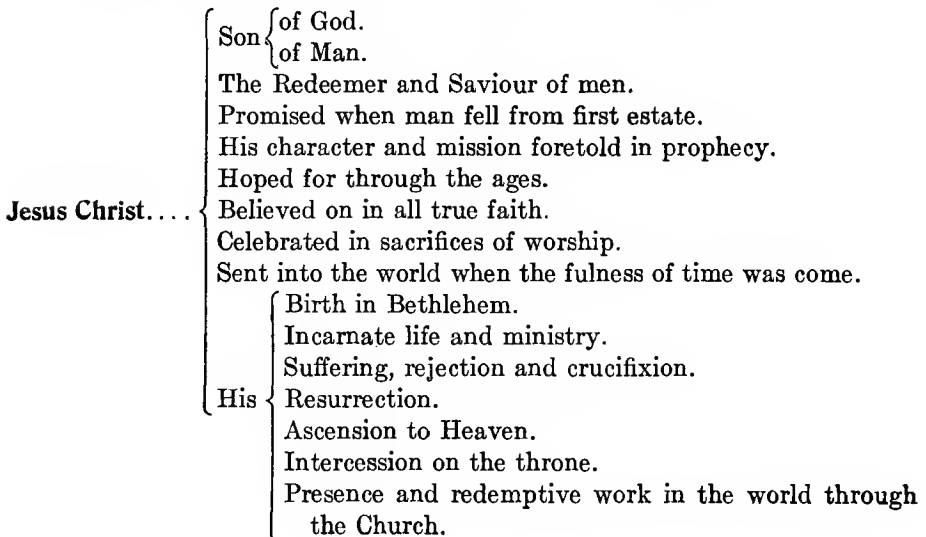 Son { of God.
of Man.
The Redeemer and Saviour of men.
Promised when man fell from first estate.
His character and mission foretold in prophecy.
Hoped for through the ages.
Jesus Christ.... Believed on in all true faith.
Celebrated in sacrifices of worship.
Sent into the world when the fulness of time was come.
Birth in Bethlehem.
Incarnate life and ministry.
Suffering, rejection and crucifixion.
His { Resurrection.
Ascension to Heaven.
Intercession on the throne.
Presence and redemptive work in the world through
the Church.